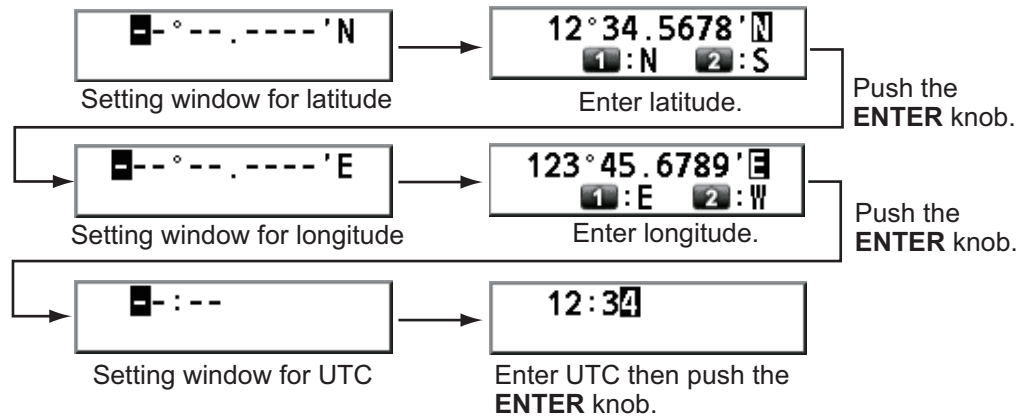 --°--.----'N
Setting window for latitude
12°34.5678'N
1:N 2:S
Enter latitude.
Push the
ENTER knob.
---°--.----'E
Setting window for longitude
123°45.6789'E
1:E 2:W
Enter longitude.
Push the
ENTER knob.
--:--
Setting window for UTC
12:34
Enter UTC then push the
ENTER knob.